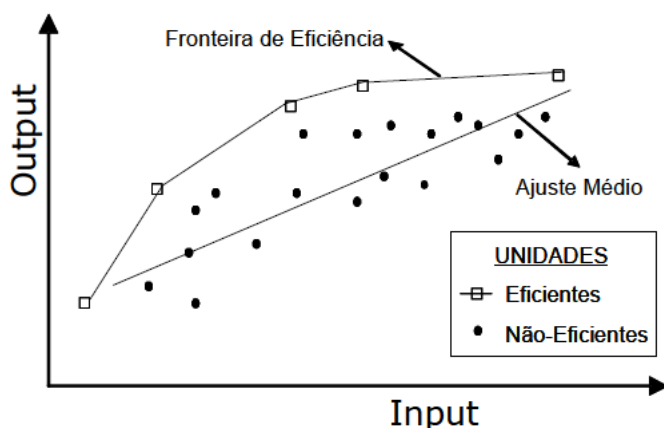 Fronteira de Eficiência
Output
Ajuste Médio
UNIDADES
Eficientes
Não-Eficientes
Input